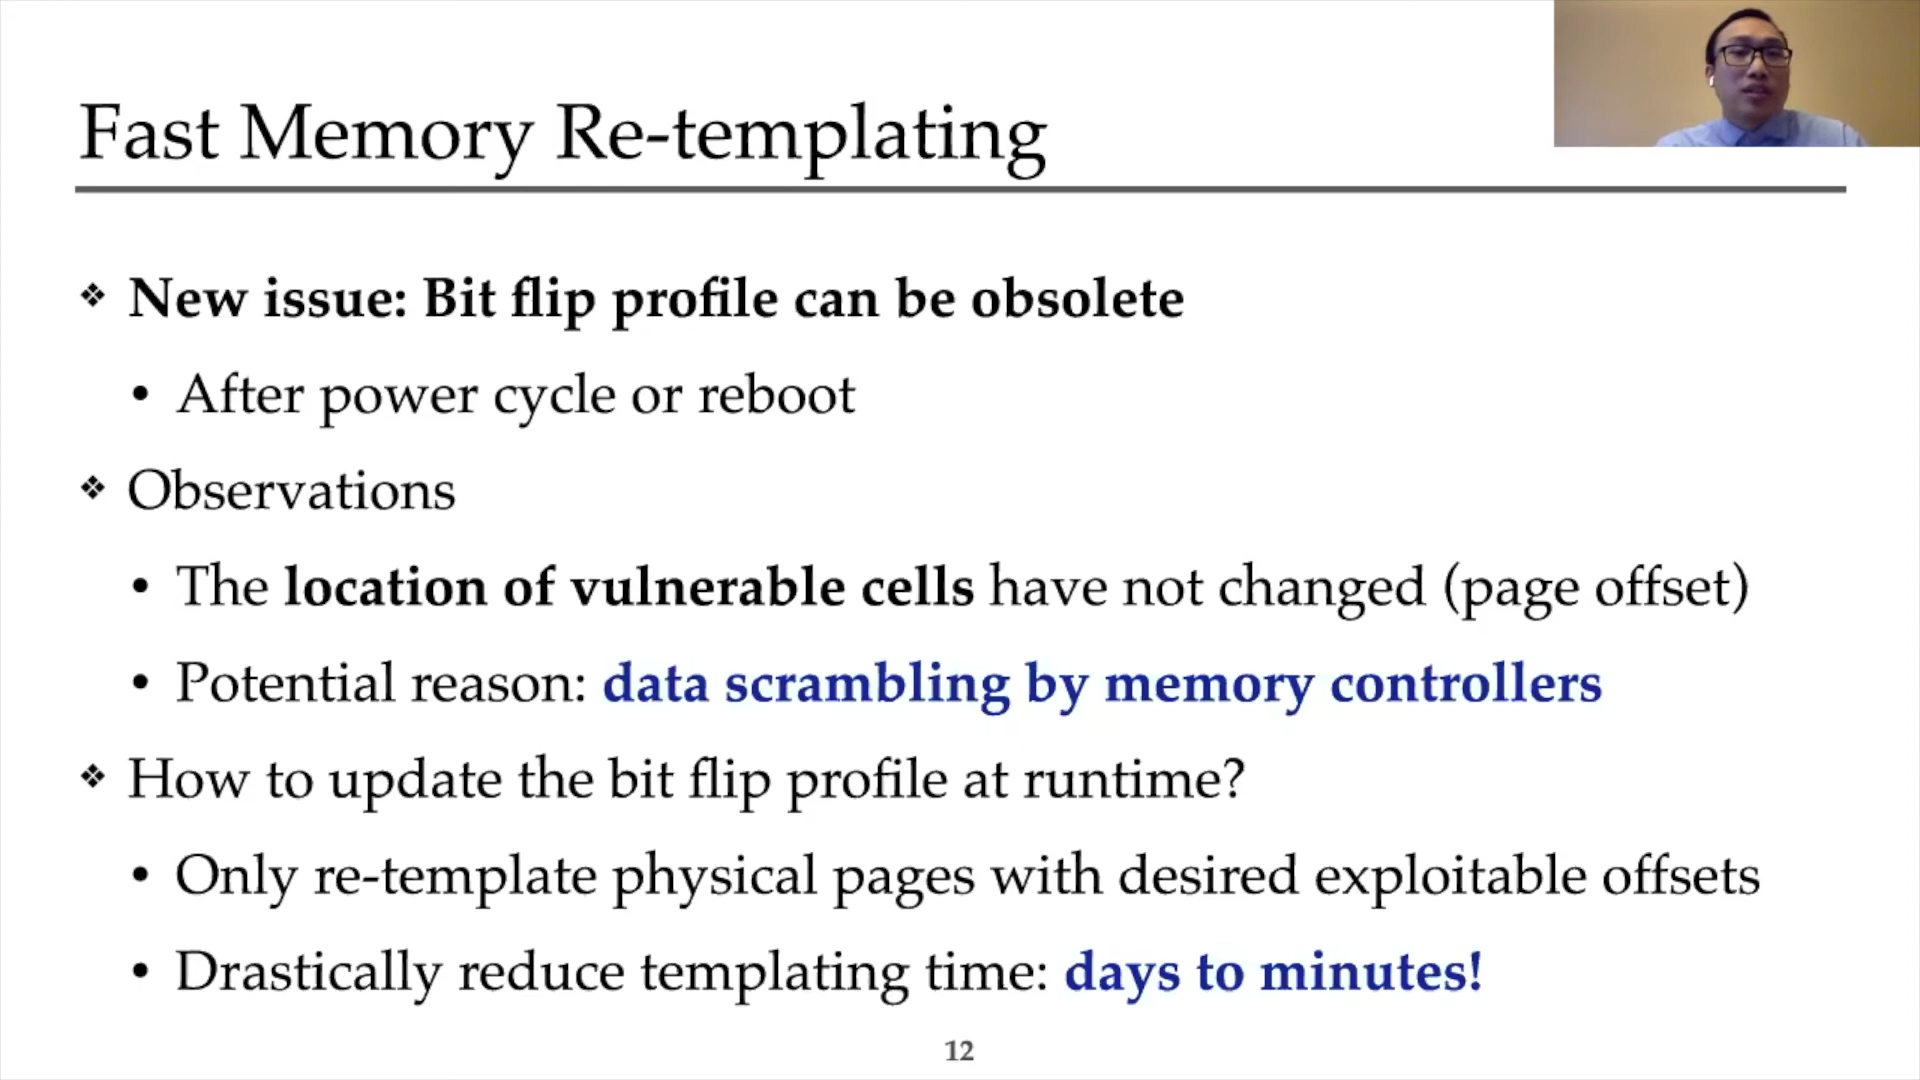 Fast Memory Re-templating
❖ New issue: Bit flip profile can be obsolete
• After power cycle or reboot
❖ Observations
• The location of vulnerable cells have not changed (page offset)
• Potential reason: data scrambling by memory controllers
❖ How to update the bit flip profile at runtime?
• Only re-template physical pages with desired exploitable offsets
• Drastically reduce templating time: days to minutes!
12